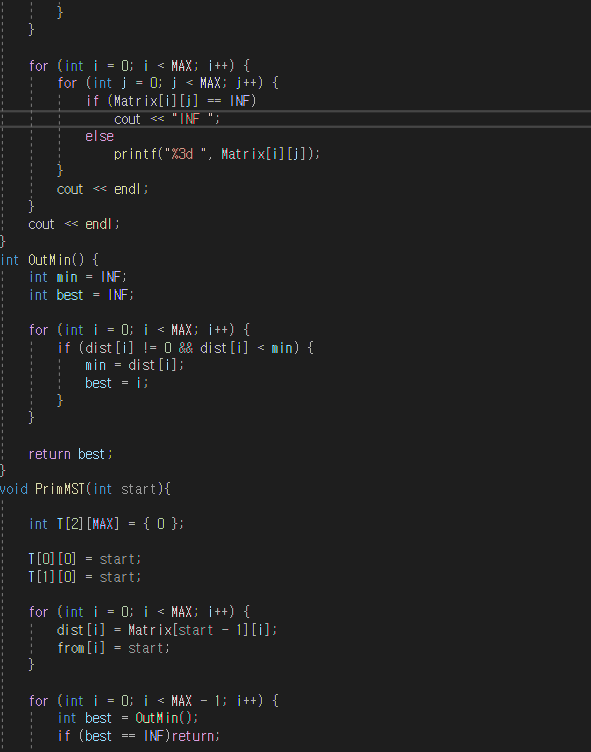 }
}
for (int i = 0; i < MAX; i++) {
for (int j = 0; j < MAX; j++) {
if (Matrix[i][j] == INF)
cout << "INF ";
else
printf("%3d ", Matrix[i][j]);
}
cout << endl;
}
cout << endl;
}
int OutMin() {
int min = INF;
int best = INF;
for (int i = 0; i < MAX; i++) {
if (dist[i] != 0 && dist[i] < min) {
min = dist[i];
best = i;
}
}
return best;
}
void PrimMST(int start){
int T[2][MAX] = { 0 };
T[0][0] = start;
T[1][0] = start;
for (int i = 0; i < MAX; i++) {
dist[i] = Matrix[start - 1][i];
from[i] = start;
}
for (int i = 0; i < MAX - 1; i++) {
int best = OutMin();
if (best == INF)return;